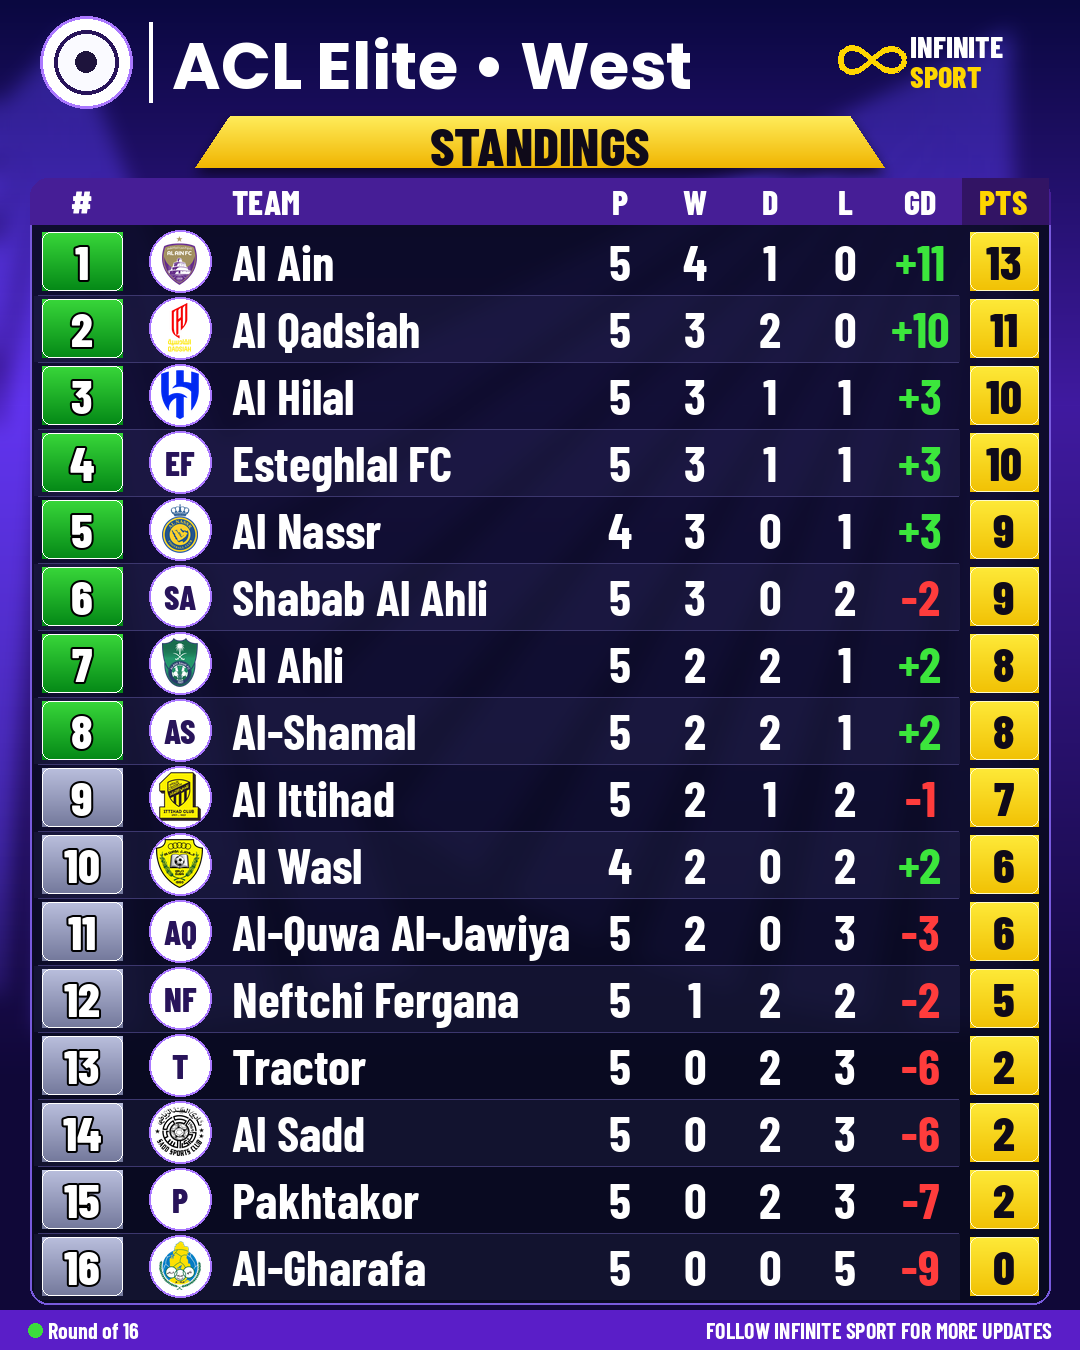 ACL Elite • West
INFINITE
SPORT
STANDINGS
# TEAM P W D L GD PTS
1 Al Ain 5 4 1 0 +11 13
2 Al Qadsiah 5 3 2 0 +10 11
3 Al Hilal 5 3 1 1 +3 10
4 EF Esteghlal FC 5 3 1 1 +3 10
5 Al Nassr 4 3 0 1 +3 9
6 SA Shabab Al Ahli 5 3 0 2 -2 9
7 Al Ahli 5 2 2 1 +2 8
8 AS Al-Shamal 5 2 2 1 +2 8
9 Al Ittihad 5 2 1 2 -1 7
10 Al Wasl 4 2 0 2 +2 6
11 AQ Al-Quwa Al-Jawiya 5 2 0 3 -3 6
12 NF Neftchi Fergana 5 1 2 2 -2 5
13 T Tractor 5 0 2 3 -6 2
14 Al Sadd 5 0 2 3 -6 2
15 P Pakhtakor 5 0 2 3 -7 2
16 Al-Gharafa 5 0 0 5 -9 0
Round of 16
FOLLOW INFINITE SPORT FOR MORE UPDATES